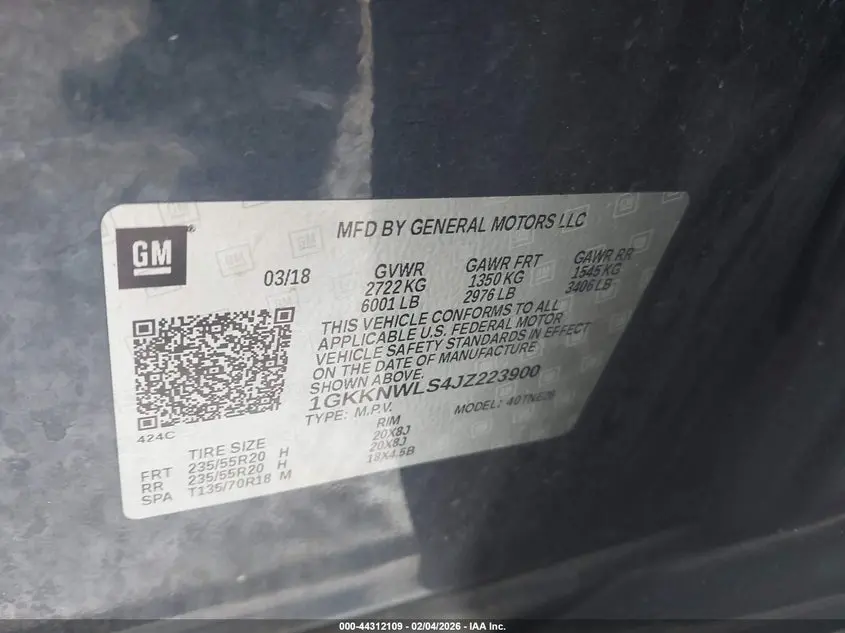 GM
MFD BY GENERAL MOTORS LLC
03/18
GVWR
2722 KG
6001 LB
GAWR FRT
1350 KG
2976 LB
GAWR RR
1545 KG
3406 LB
THIS VEHICLE CONFORMS TO ALL
APPLICABLE U.S. FEDERAL MOTOR
VEHICLE SAFETY STANDARDS IN EFFECT
ON THE DATE OF MANUFACTURE
SHOWN ABOVE.
1GKKNWLS4JZ223900
TYPE: M.P.V. MODEL:
424C
TIRE SIZE RIM
FRT 235/55R20 H 20X8J
RR 235/55R20 H 20X8J
SPA T135/70R18 M 18X4.5B
000-44312109 - 02/04/2026 - IAA Inc.